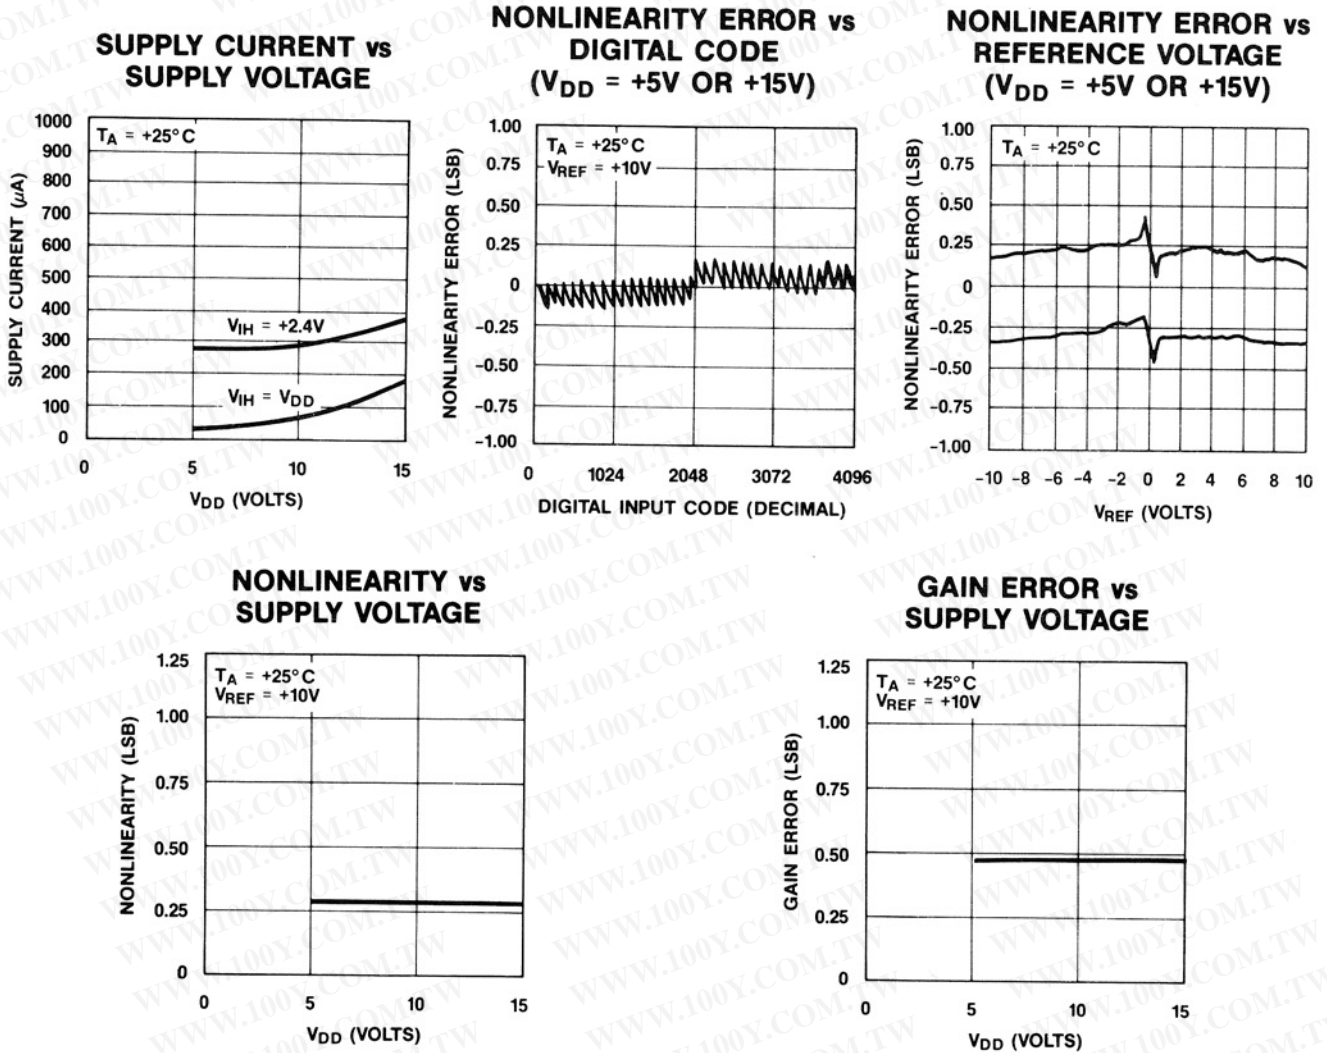 SUPPLY CURRENT vs
SUPPLY VOLTAGE
TA = +25°C
1000
900
800
700
600
500
400
300
200
100
0
SUPPLY CURRENT (μA)
VIH = +2.4V
VIH = VDD
0 5 10 15
VDD (VOLTS)
NONLINEARITY ERROR vs
DIGITAL CODE
(VDD = +5V OR +15V)
TA = +25°C
VREF = +10V
1.00
0.75
0.50
0.25
0
-0.25
-0.50
-0.75
-1.00
NONLINEARITY ERROR (LSB)
0 1024 2048 3072 4096
DIGITAL INPUT CODE (DECIMAL)
NONLINEARITY ERROR vs
REFERENCE VOLTAGE
(VDD = +5V OR +15V)
TA = +25°C
1.00
0.75
0.50
0.25
0
-0.25
-0.50
-0.75
-1.00
NONLINEARITY ERROR (LSB)
-10 -8 -6 -4 -2 0 2 4 6 8 10
VREF (VOLTS)
NONLINEARITY vs
SUPPLY VOLTAGE
TA = +25°C
VREF = +10V
1.25
1.00
0.75
0.50
0.25
0
NONLINEARITY (LSB)
0 5 10 15
VDD (VOLTS)
GAIN ERROR vs
SUPPLY VOLTAGE
TA = +25°C
VREF = +10V
1.25
1.00
0.75
0.50
0.25
0
GAIN ERROR (LSB)
0 5 10 15
VDD (VOLTS)
WWW.100Y.COM.TW